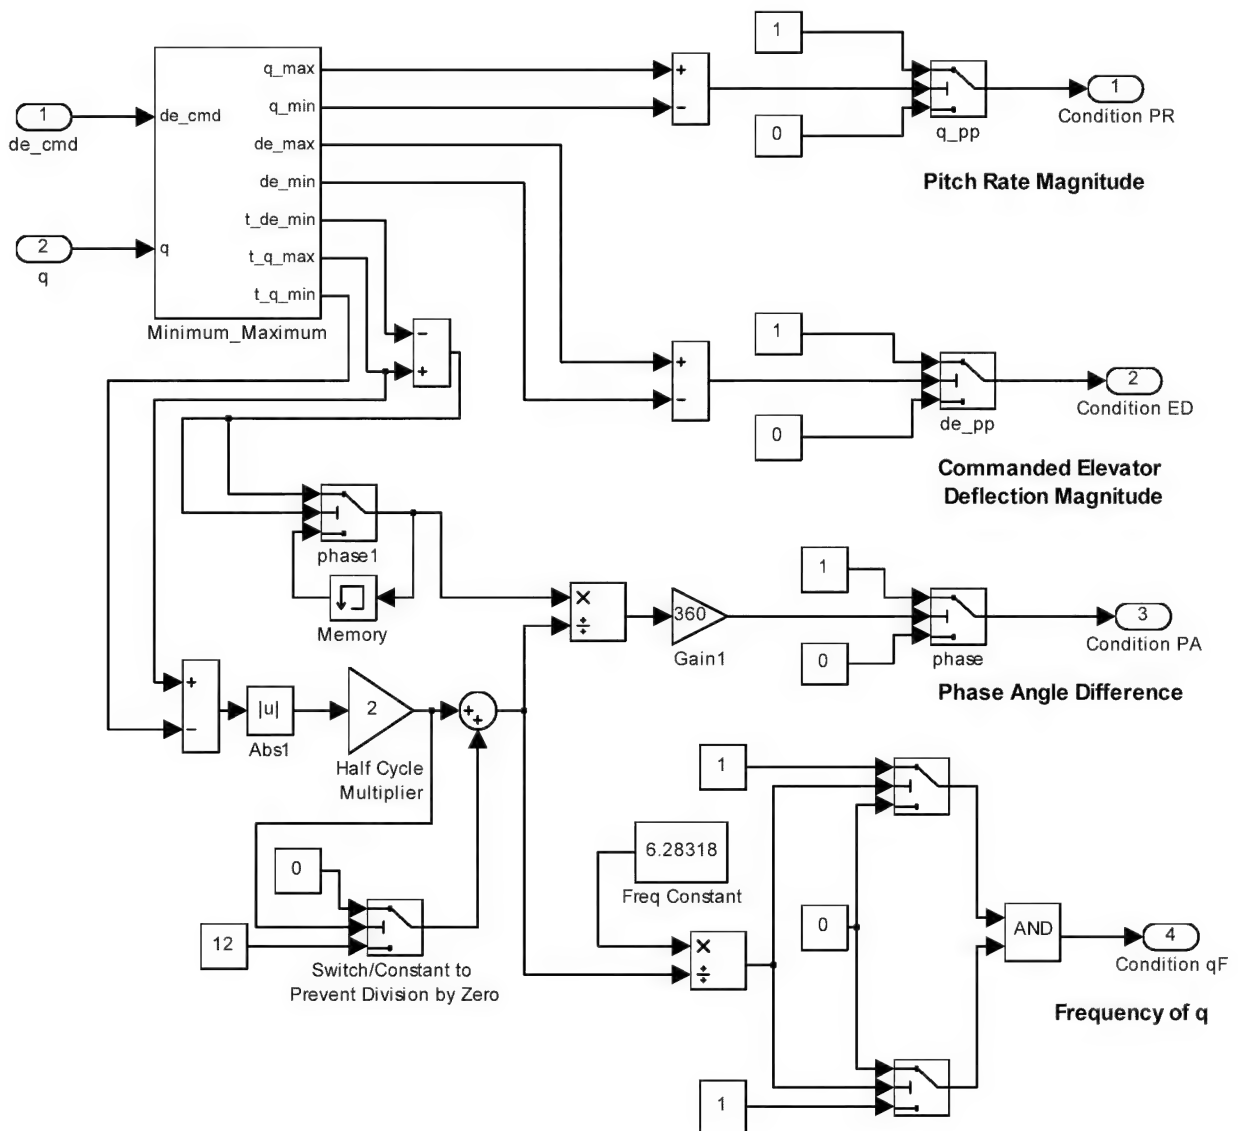 1
q_max
1
de_cmd
de_cmd
q_min
+
-
1
Condition PR
de_max
0
q_pp
de_min
Pitch Rate Magnitude
t_de_min
2
q
q
t_q_max
t_q_min
Minimum_Maximum
-
+
1
+
-
2
Condition ED
0
de_pp
Commanded Elevator
Deflection Magnitude
phase1
Memory
1
×
÷
360
Gain1
3
Condition PA
0
phase
Phase Angle Difference
+
-
|u|
Abs1
2
Half Cycle
Multiplier
+
+
1
6.28318
Freq Constant
0
12
Switch/Constant to
Prevent Division by Zero
×
÷
0
AND
4
Condition qF
Frequency of q
1